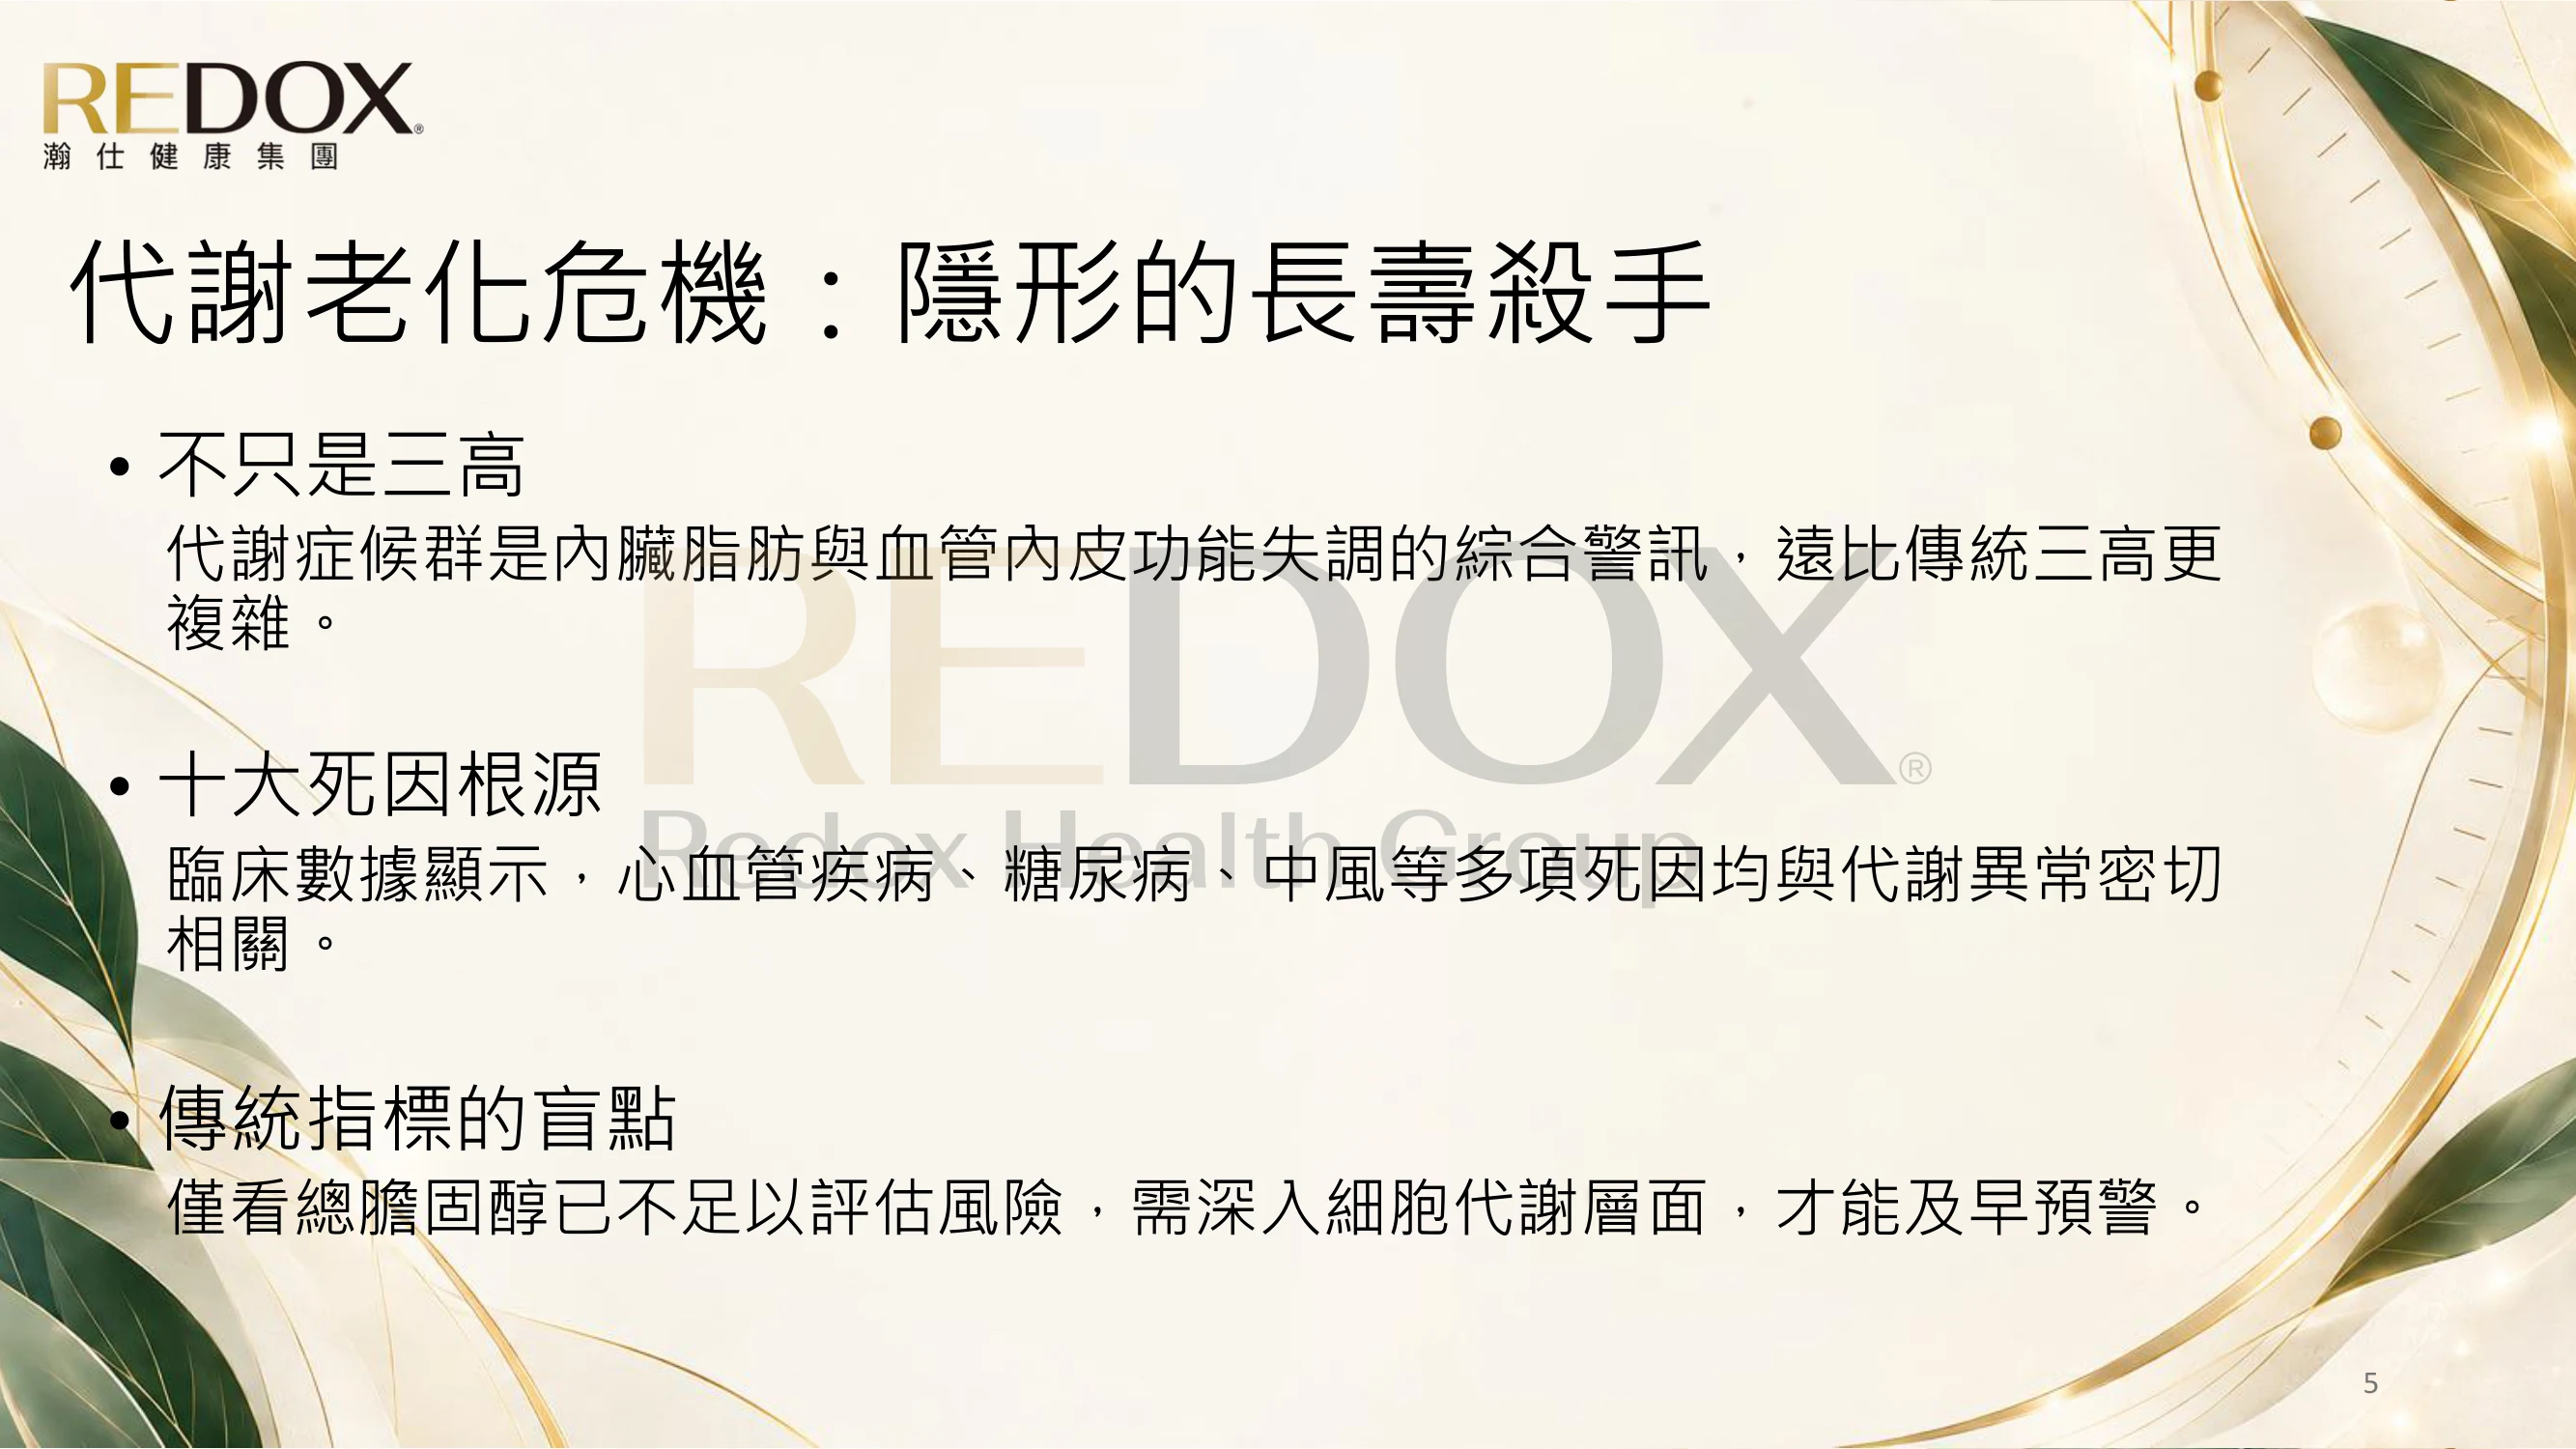 REDOX®
瀚仕健康集團
代謝老化危機：隱形的長壽殺手
• 不只是三高
代謝症候群是內臟脂肪與血管內皮功能失調的綜合警訊，遠比傳統三高更
複雜。
• 十大死因根源
臨床數據顯示，心血管疾病、糖尿病、中風等多項死因均與代謝異常密切
相關。
• 傳統指標的盲點
僅看總膽固醇已不足以評估風險，需深入細胞代謝層面，才能及早預警。
REDOX®
Redox Health Group
5